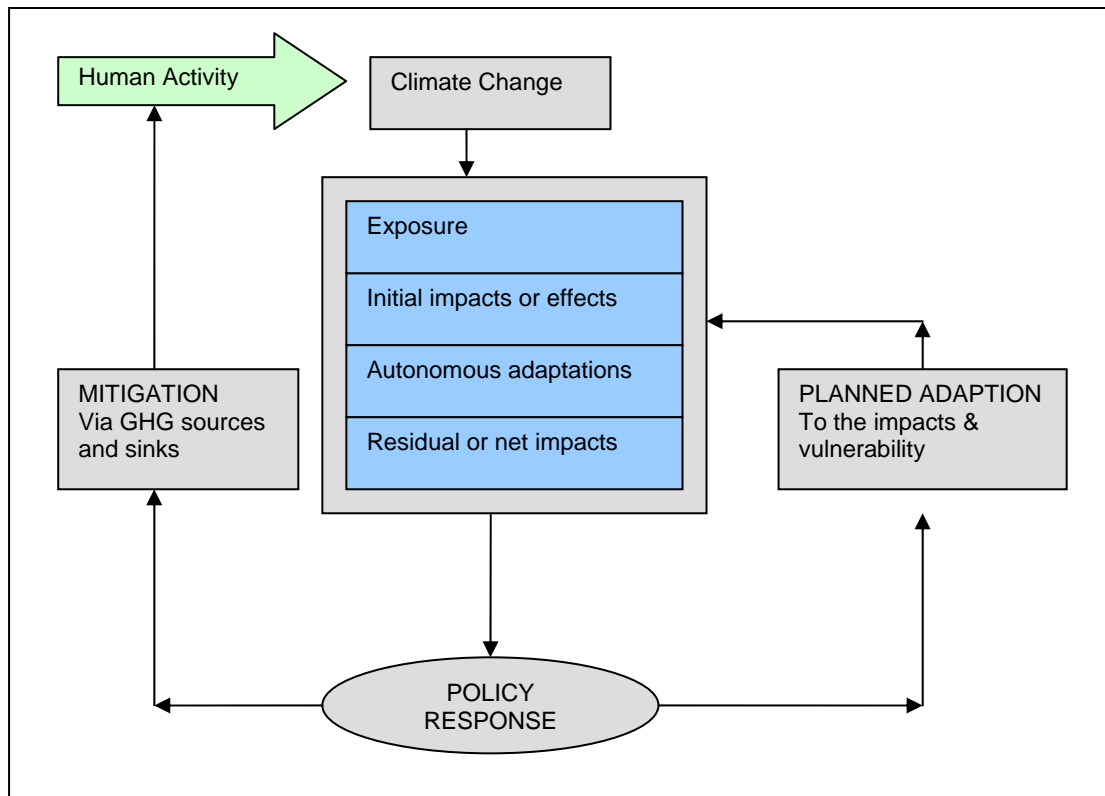 Human Activity
Climate Change
Exposure
Initial impacts or effects
Autonomous adaptations
Residual or net impacts
MITIGATION
Via GHG sources
and sinks
PLANNED ADAPTION
To the impacts &
vulnerability
POLICY
RESPONSE